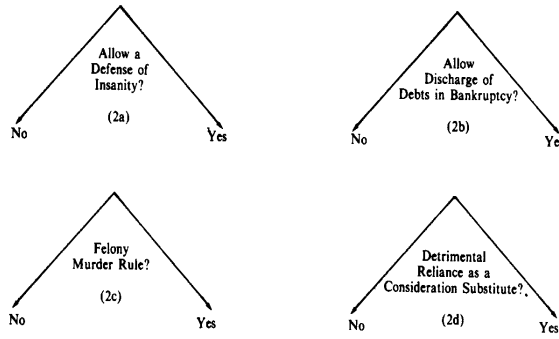 Allow a
Defense of
Insanity?
(2a)
No
Yes
Allow
Discharge of
Debts in Bankruptcy?
(2b)
No
Ye
Felony
Murder Rule?
(2c)
No
Yes
Detrimental
Reliance as a
Consideration Substitute?
(2d)
No
Yes